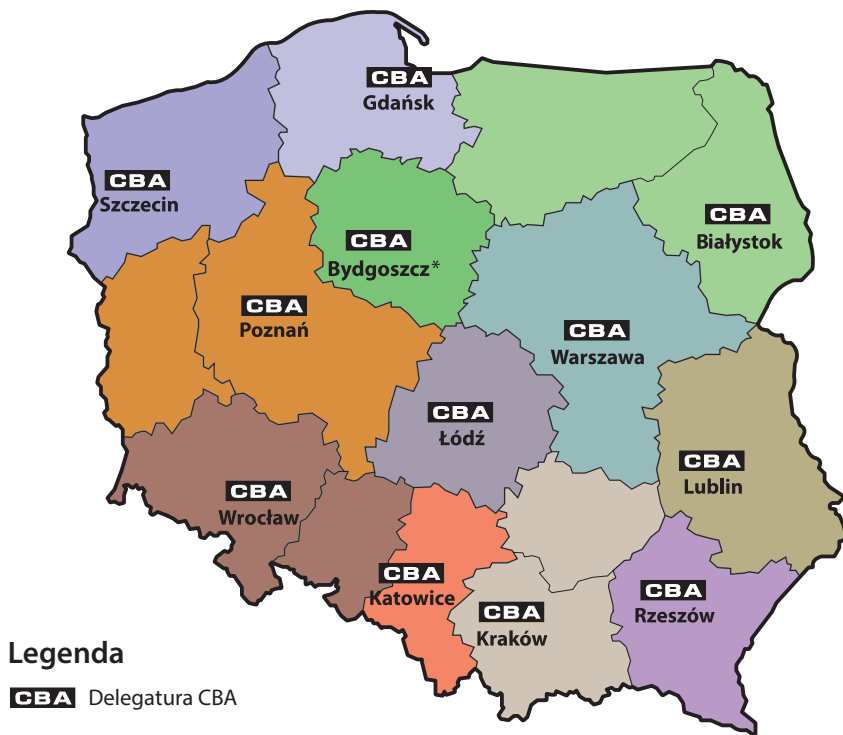 CBA
Gdańsk
CBA
Szczecin
CBA
Białystok
CBA
Bydgoszcz*
CBA
Poznań
CBA
Warszawa
CBA
Łódź
CBA
Lublin
CBA
Wrocław
CBA
Katowice
CBA
Rzeszów
CBA
Kraków
Legenda
CBA Delegatura CBA